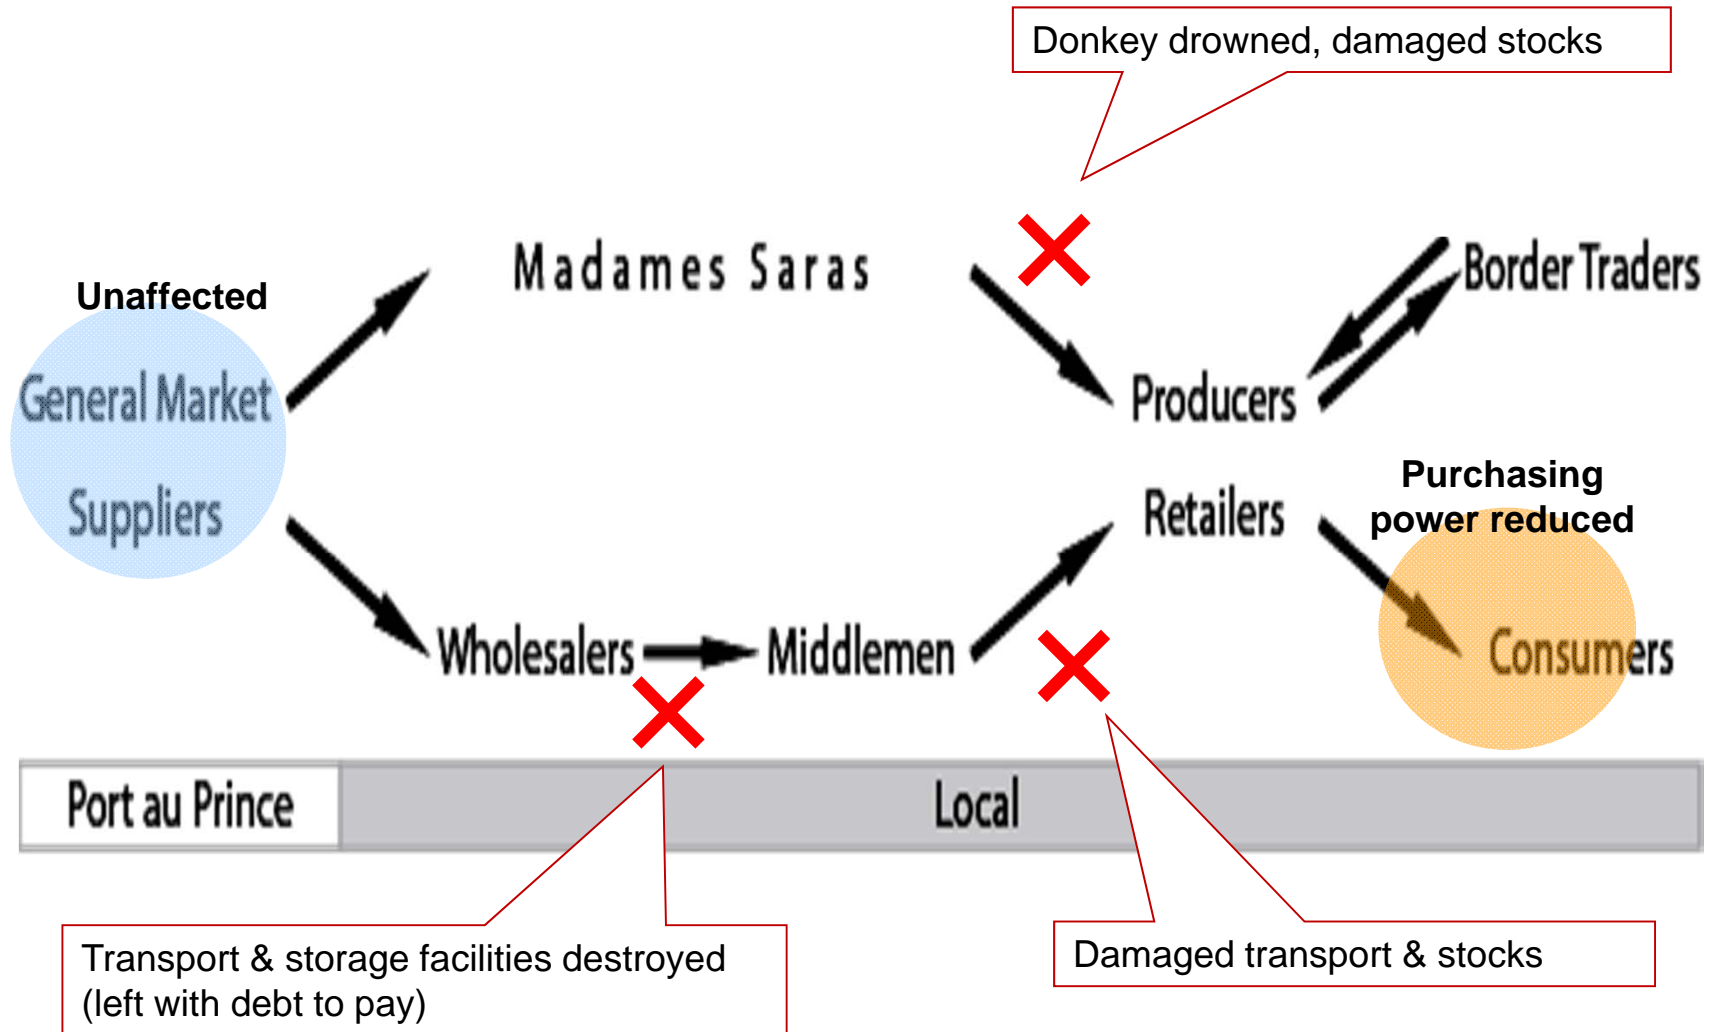 Donkey drowned, damaged stocks
Madames Saras
Border Traders
Unaffected
General Market
Suppliers
Producers
Retailers
Purchasing
power reduced
Wholesalers
Middlemen
Consumers
Port au Prince
Local
Transport & storage facilities destroyed
(left with debt to pay)
Damaged transport & stocks